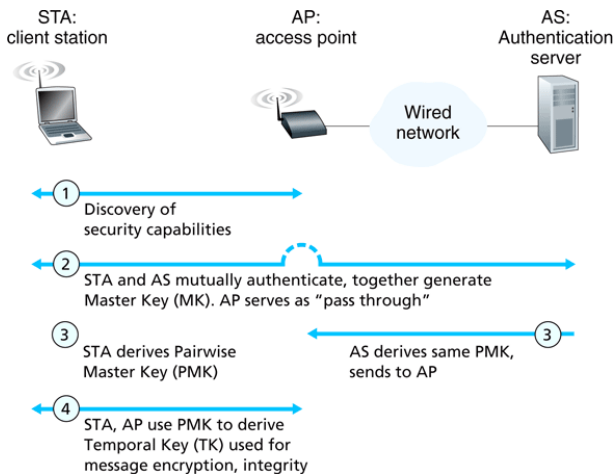 STA:
client station
AP:
access point
AS:
Authentication
server
Wired
network
1
Discovery of
security capabilities
2
STA and AS mutually authenticate, together generate
Master Key (MK). AP serves as “pass through”
3
STA derives Pairwise
Master Key (PMK)
3
AS derives same PMK,
sends to AP
4
STA, AP use PMK to derive
Temporal Key (TK) used for
message encryption, integrity